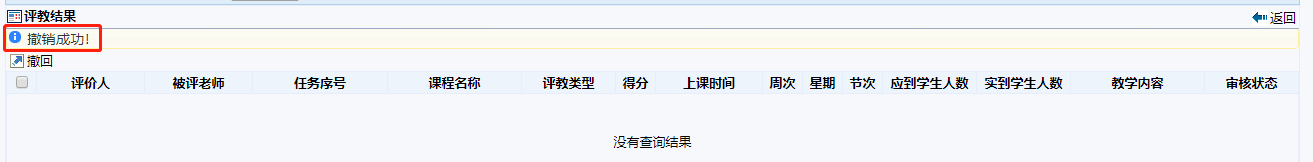 评教结果 返回
撤销成功！
撤回
评价人 被评老师 任务序号 课程名称 评教类型 得分 上课时间 周次 星期 节次 应到学生人数 实到学生人数 教学内容 审核状态
没有查询结果